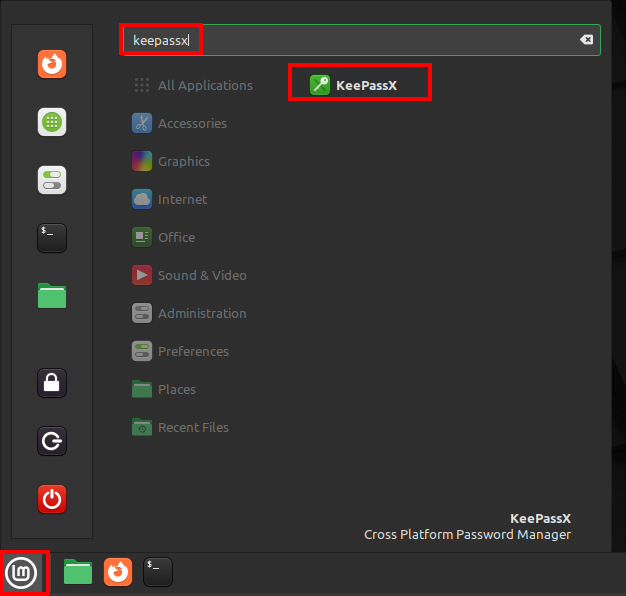 keepassx
All Applications
KeePassX
Accessories
Graphics
Internet
Office
Sound & Video
Administration
Preferences
Places
Recent Files
KeePassX
Cross Platform Password Manager